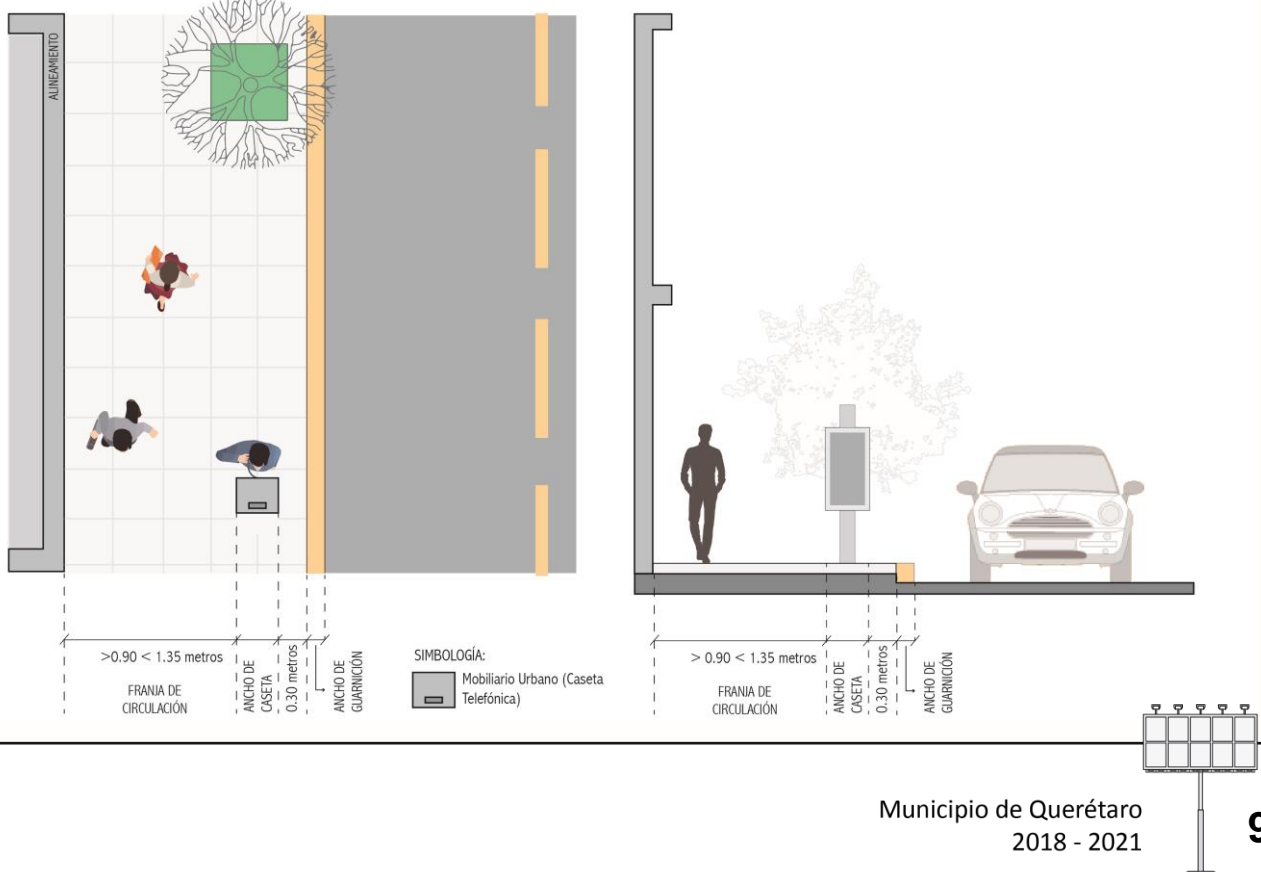 ALINEAMIENTO
>0.90 < 1.35 metros
FRANJA DE
CIRCULACIÓN
ANCHO DE
CASETA
0.30 metros
ANCHO DE
GUARNICIÓN
SIMBOLOGÍA:
Mobiliario Urbano (Caseta
Telefónica)
> 0.90 < 1.35 metros
FRANJA DE
CIRCULACIÓN
ANCHO DE
CASETA
0.30 metros
ANCHO DE
GUARNICIÓN
Municipio de Querétaro
2018 - 2021